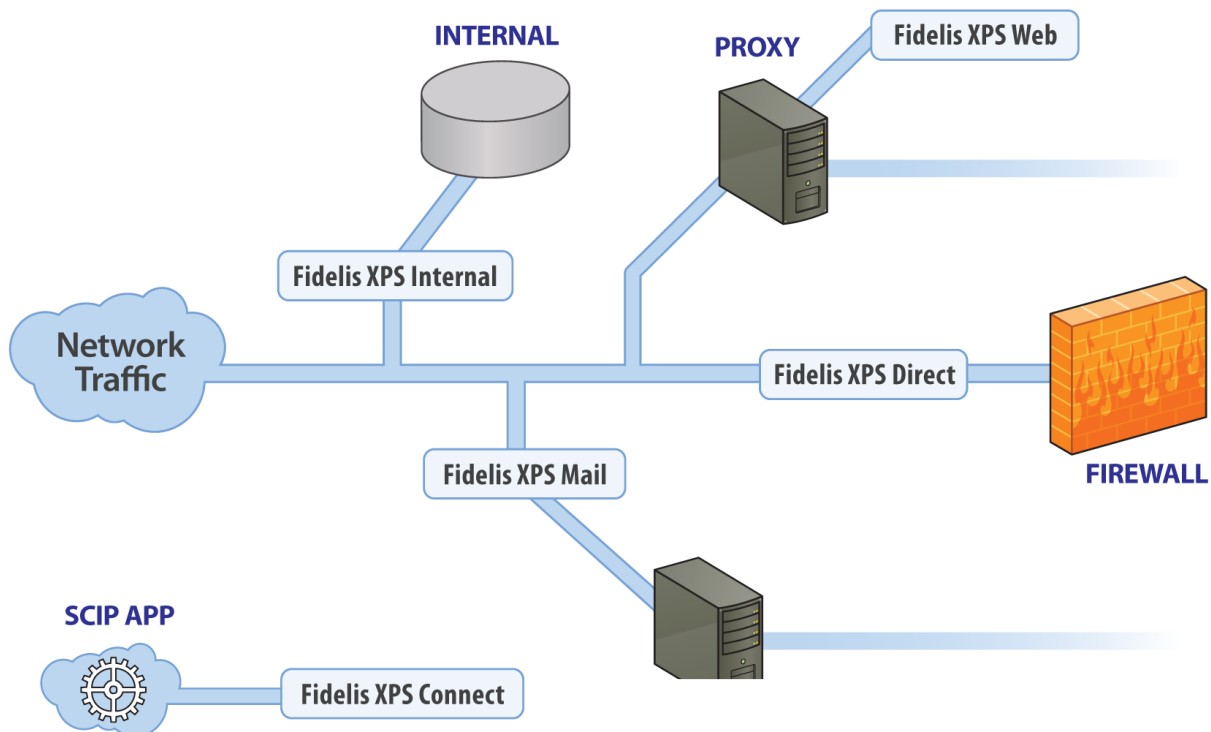 INTERNAL
PROXY
Fidelis XPS Web
Fidelis XPS Internal
Network
Traffic
Fidelis XPS Direct
FIREWALL
Fidelis XPS Mail
SCIP APP
Fidelis XPS Connect